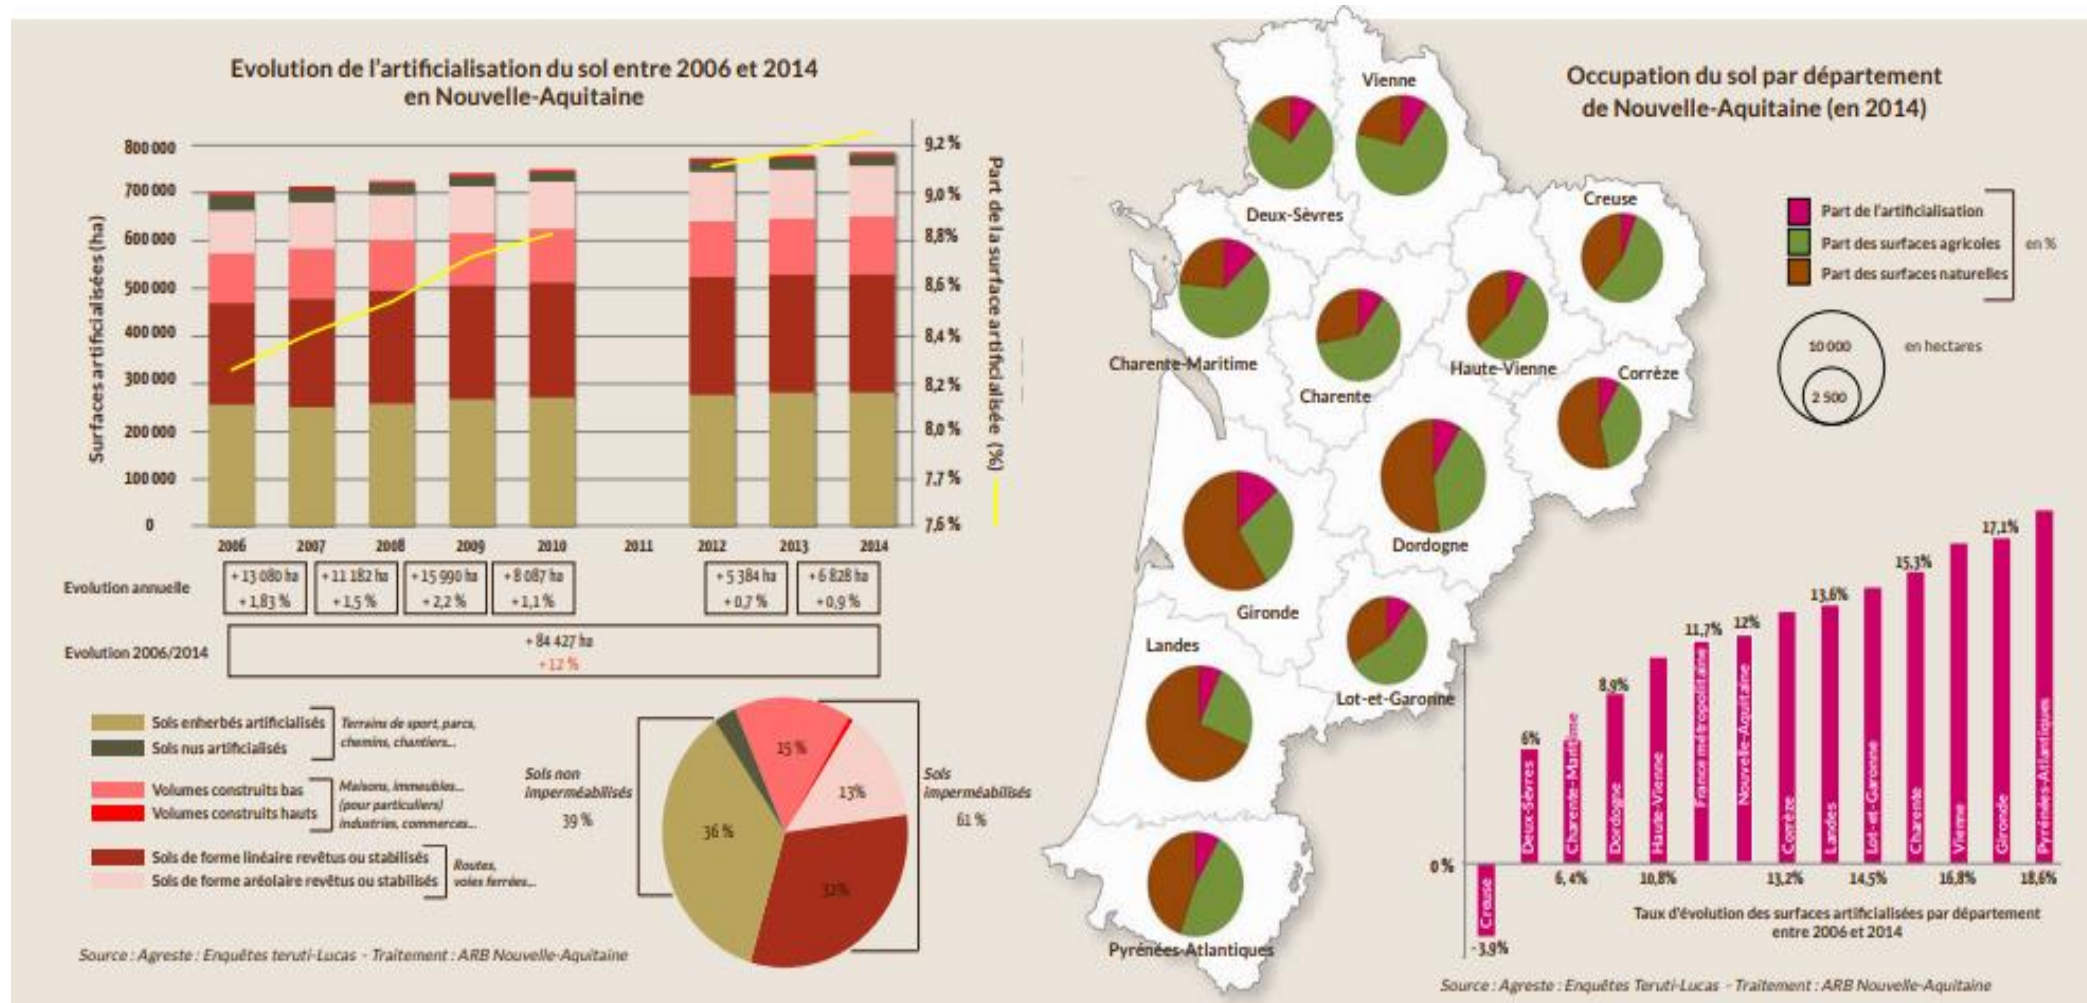 Evolution de l'artificialisation du sol entre 2006 et 2014
en Nouvelle-Aquitaine
Surfaces artificialisées (ha)
800 000
700 000
600 000
500 000
400 000
300 000
200 000
100 000
0
9,2 %
9,0 %
8,8 %
8,6 %
8,4 %
8,2 %
8,0 %
7,7 %
7,6 %
Part de la surface artificialisée (%)
2006 2007 2008 2009 2010 2011 2012 2013 2014
Evolution annuelle
+ 13 080 ha
+ 1,83 %
+ 11 182 ha
+ 1,5 %
+ 15 990 ha
+ 2,2 %
+ 8 087 ha
+ 1,1 %
+ 5 384 ha
+ 0,7 %
+ 6 828 ha
+ 0,9 %
Evolution 2006/2014
+ 84 427 ha
+ 12 %
Sols enherbés artificialisés
Sols nus artificialisés
Terrains de sport, parcs,
chemins, chantiers...
Volumes construits bas
Volumes construits hauts
Maisons, immeubles...
(pour particuliers)
industries, commerces...
Sols de forme linéaire revêtus ou stabilisés
Sols de forme aréolaire revêtus ou stabilisés
Routes,
voies ferrées...
Sols non
imperméabilisés
39 %
15 %
13%
36 %
32%
Sols
imperméabilisés
61 %
Source : Agreste : Enquêtes teruti-Lucas - Traitement : ARB Nouvelle-Aquitaine
Occupation du sol par département
de Nouvelle-Aquitaine (en 2014)
Vienne
Deux-Sèvres
Creuse
Charente-Maritime
Charente
Haute-Vienne
Corrèze
Dordogne
Gironde
Landes
Lot-et-Garonne
Pyrénées-Atlantiques
Part de l'artificialisation
Part des surfaces agricoles
Part des surfaces naturelles
en %
10 000
2 500
en hectares
0 %
Creuse
- 3,9%
6%
Deux-Sèvres
Charente-Maritime
6, 4%
8,9%
Dordogne
Haute-Vienne
10,8%
11,7%
France métropolitaine
12%
Nouvelle-Aquitaine
Corrèze
13,2%
13,6%
Landes
Lot-et-Garonne
14,5%
15,3%
Charente
Vienne
16,8%
17,1%
Gironde
Pyrénées-Atlantiques
18,6%
Taux d'évolution des surfaces artificialisées par département
entre 2006 et 2014
Source : Agreste : Enquêtes Teruti-Lucas - Traitement : ARB Nouvelle-Aquitaine